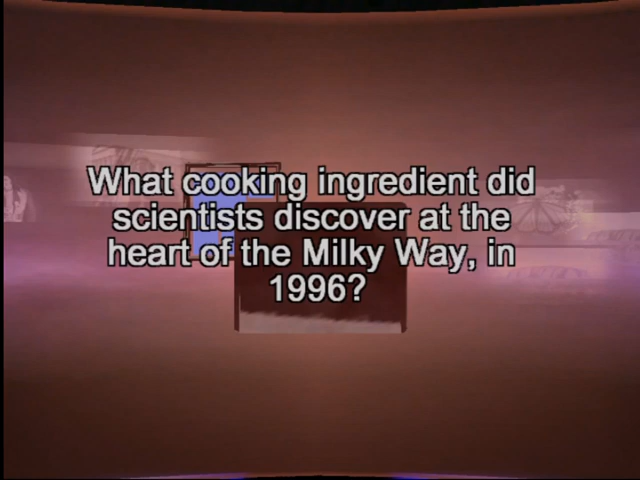 What cooking ingredient did
scientists discover at the
heart of the Milky Way, in
1996?